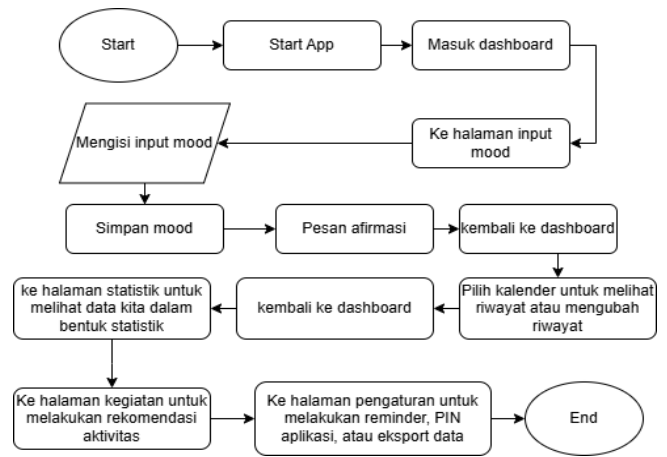 Start
Start App
Masuk dashboard
Ke halaman input
mood
Mengisi input mood
Simpan mood
Pesan afirmasi
kembali ke dashboard
Pilih kalender untuk melihat
riwayat atau mengubah
riwayat
kembali ke dashboard
ke halaman statistik untuk
melihat data kita dalam
bentuk statistik
Ke halaman kegiatan untuk
melakukan rekomendasi
aktivitas
Ke halaman pengaturan untuk
melakukan reminder, PIN
aplikasi, atau eksport data
End